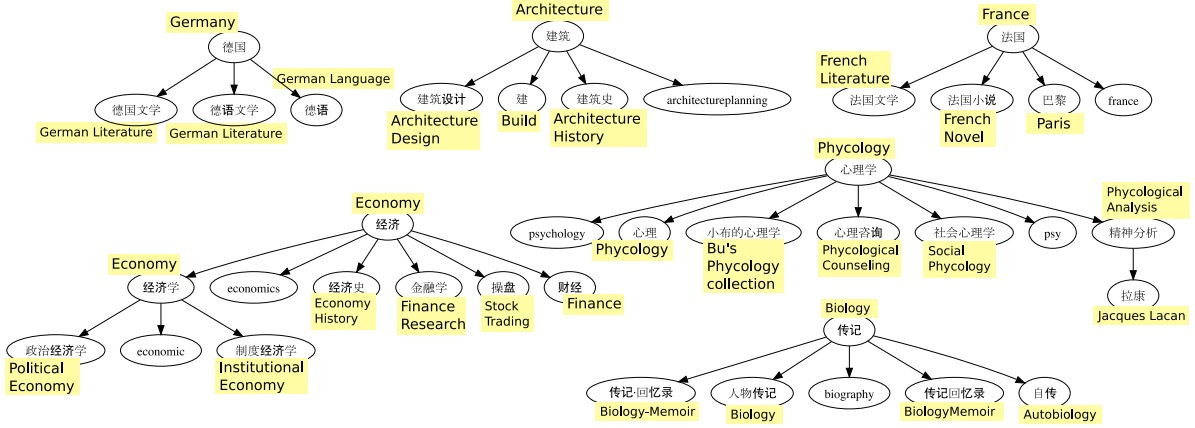 Germany
德国
German Language
德国文学
德语文学
德语
German Literature
German Literature
Architecture
建筑
建筑设计
建
建筑史
architectureplanning
Architecture
Design
Build
Architecture
History
France
法国
French
Literature
法国文学
法国小说
巴黎
france
French
Novel
Paris
Phycology
心理学
Phycological
Analysis
psychology
心理
小布的心理学
心理咨询
社会心理学
psy
精神分析
Phycology
Bu's
Phycology
collection
Phycological
Counseling
Social
Phycology
拉康
Jacques Lacan
Economy
经济
Economy
经济学
economics
经济史
金融学
操盘
财经
Economy
History
Finance
Research
Stock
Trading
Finance
政治经济学
economic
制度经济学
Political
Economy
Institutional
Economy
Biology
传记
传记·回忆录
人物传记
biography
传记回忆录
自传
Biology-Memoir
Biology
BiologyMemoir
Autobiology